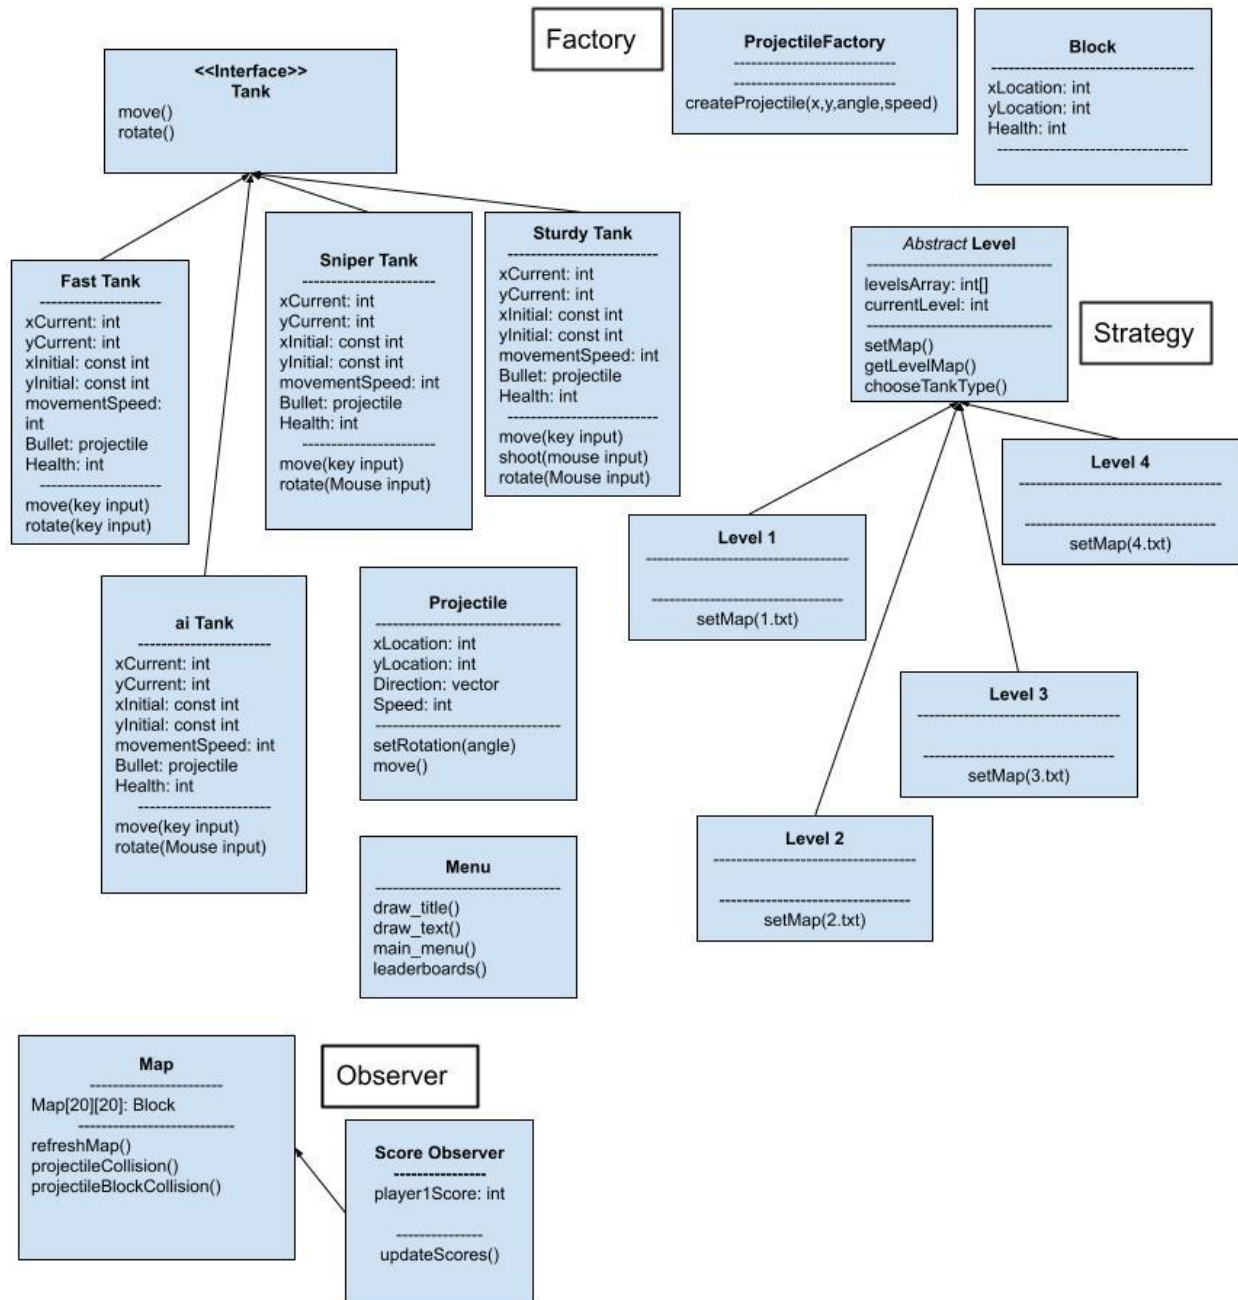 Factory
ProjectileFactory
------------------------------
------------------------------
createProjectile(x,y,angle,speed)
Block
--------------------------------------
xLocation: int
yLocation: int
Health: int
-----------------------------------
<<Interface>>
Tank
move()
rotate()
Fast Tank
----------------------
xCurrent: int
yCurrent: int
xInitial: const int
yInitial: const int
movementSpeed:
int
Bullet: projectile
Health: int
----------------------
move(key input)
rotate(key input)
Sniper Tank
------------------------
xCurrent: int
yCurrent: int
xInitial: const int
yInitial: const int
movementSpeed: int
Bullet: projectile
Health: int
------------------------
move(key input)
rotate(Mouse input)
Sturdy Tank
---------------------------
xCurrent: int
yCurrent: int
xInitial: const int
yInitial: const int
movementSpeed: int
Bullet: projectile
Health: int
---------------------------
move(key input)
shoot(mouse input)
rotate(Mouse input)
Abstract Level
----------------------------------
levelsArray: int[]
currentLevel: int
----------------------------------
setMap()
getLevelMap()
chooseTankType()
Strategy
Level 4
-------------------------------------
-----------------------------------
setMap(4.txt)
Level 1
-------------------------------------
-----------------------------------
setMap(1.txt)
ai Tank
------------------------
xCurrent: int
yCurrent: int
xInitial: const int
yInitial: const int
movementSpeed: int
Bullet: projectile
Health: int
------------------------
move(key input)
rotate(Mouse input)
Projectile
----------------------------------
xLocation: int
yLocation: int
Direction: vector
Speed: int
----------------------------------
setRotation(angle)
move()
Level 3
-------------------------------------
-----------------------------------
setMap(3.txt)
Level 2
-------------------------------------
-----------------------------------
setMap(2.txt)
Menu
----------------------------------
draw_title()
draw_text()
main_menu()
leaderboards()
Map
------------------------
Map[20][20]: Block
----------------------------
refreshMap()
projectileCollision()
projectileBlockCollision()
Observer
Score Observer
----------------
player1Score: int
---------------
updateScores()